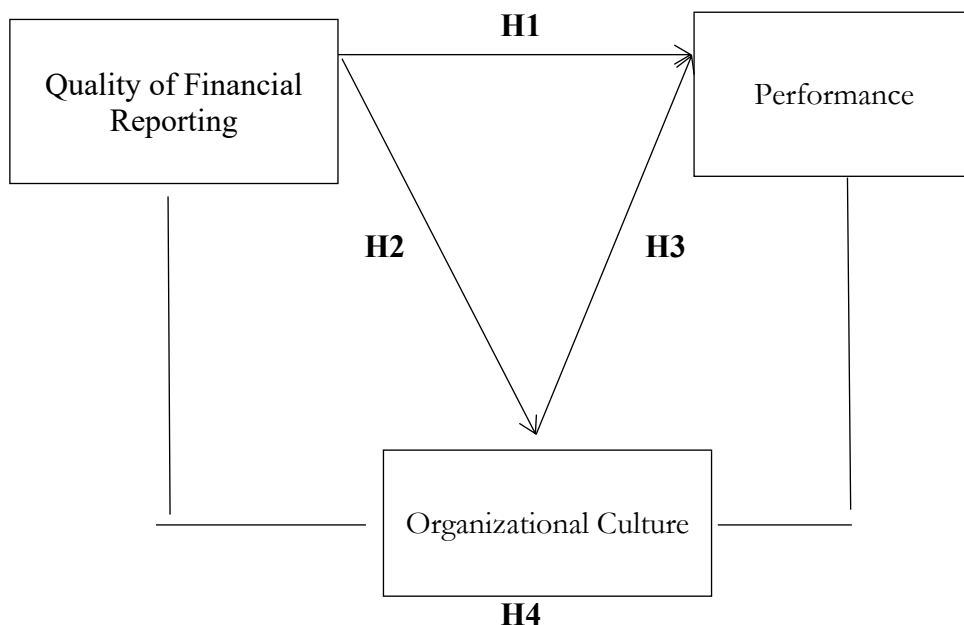 H1
Quality of Financial
Reporting
Performance
H2
H3
Organizational Culture
H4